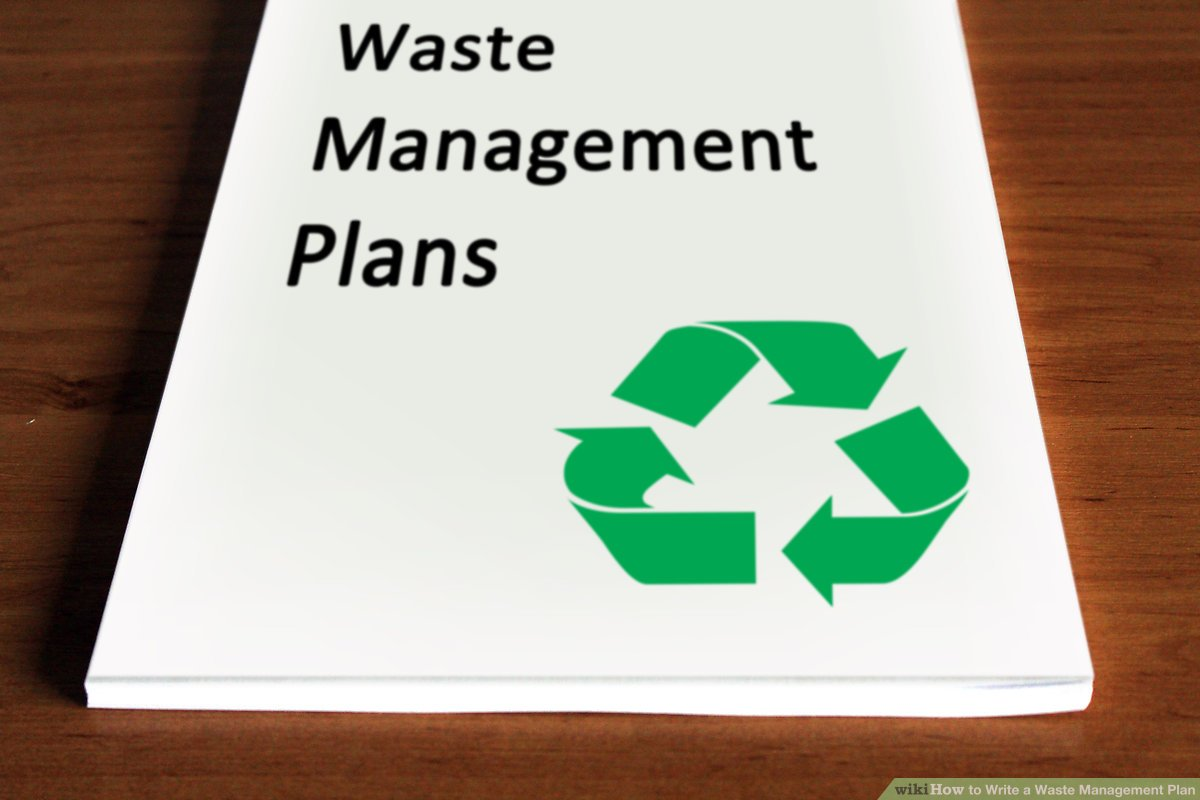 Waste
Management
Plans
wikiHow to Write a Waste Management Plan